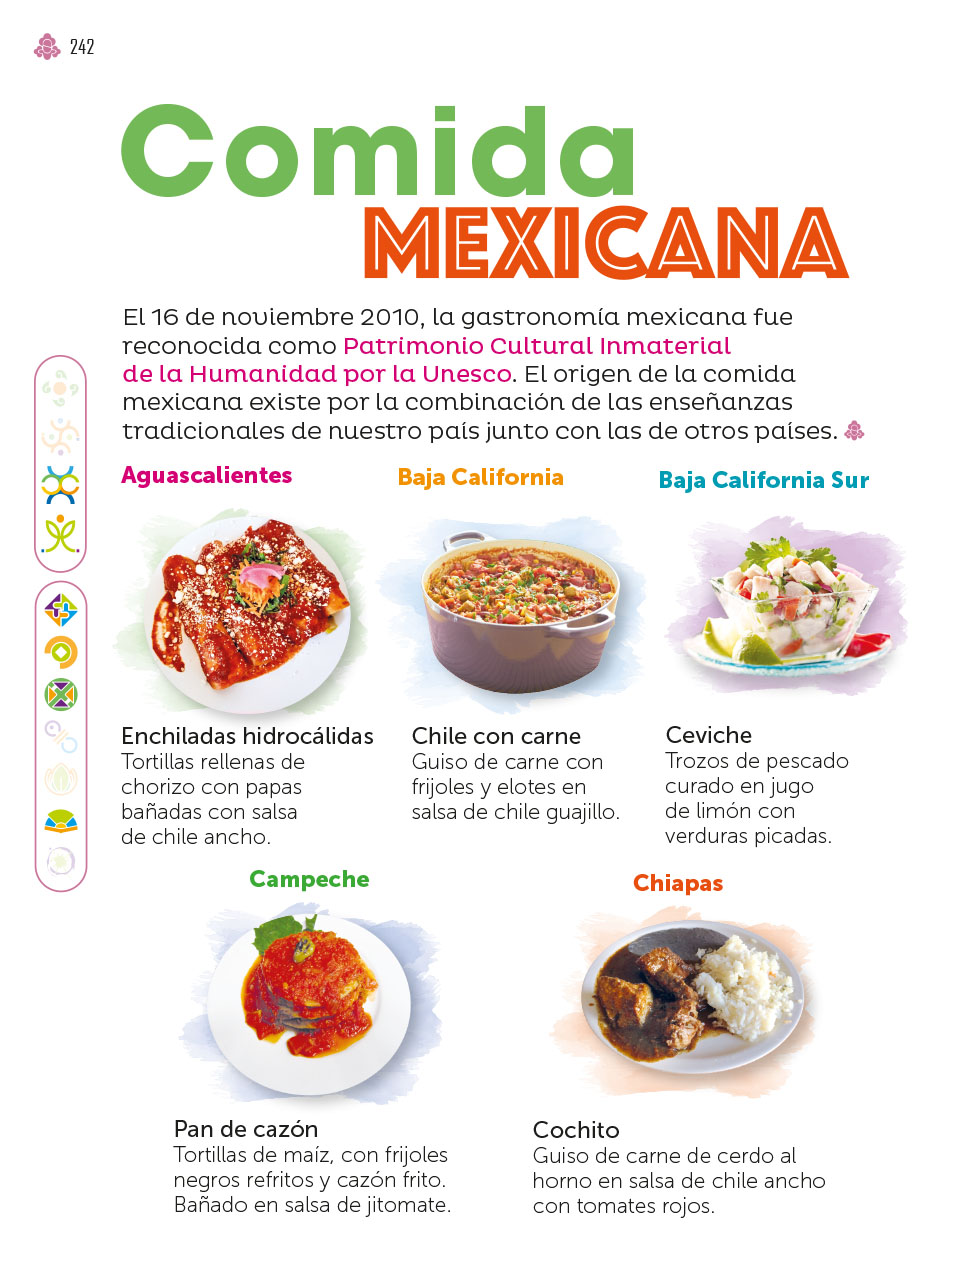 242
Comida
MEXICANA
El 16 de noviembre 2010, la gastronomía mexicana fue
reconocida como Patrimonio Cultural Inmaterial
de la Humanidad por la Unesco. El origen de la comida
mexicana existe por la combinación de las enseñanzas
tradicionales de nuestro país junto con las de otros países.
Aguascalientes
Enchiladas hidrocálidas
Tortillas rellenas de
chorizo con papas
bañadas con salsa
de chile ancho.
Baja California
Chile con carne
Guiso de carne con
frijoles y elotes en
salsa de chile guajillo.
Baja California Sur
Ceviche
Trozos de pescado
curado en jugo
de limón con
verduras picadas.
Campeche
Pan de cazón
Tortillas de maíz, con frijoles
negros refritos y cazón frito.
Bañado en salsa de jitomate.
Chiapas
Cochito
Guiso de carne de cerdo al
horno en salsa de chile ancho
con tomates rojos.